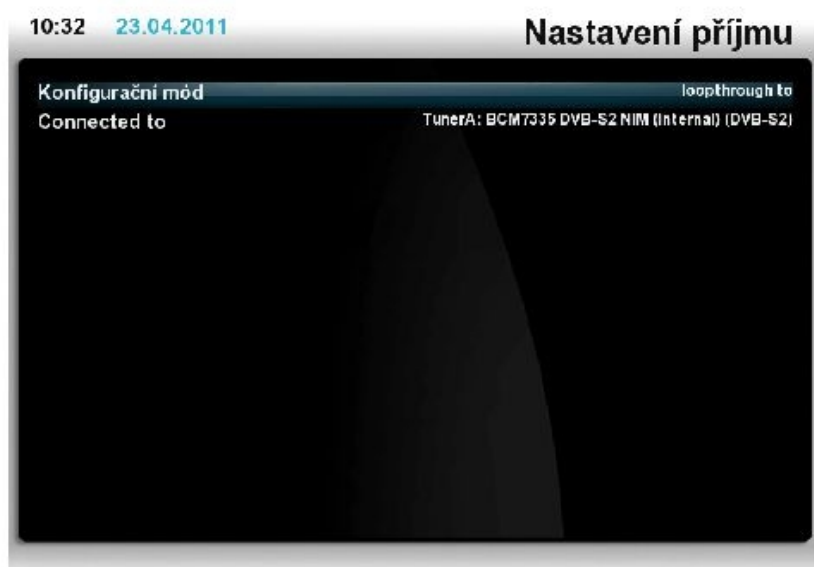 10:32 23.04.2011 Nastavení příjmu
Konfigurační mód loopthrough to
Connected to TunerA: BCM7335 DVB-S2 NIM (Internal) (DVB-S2)